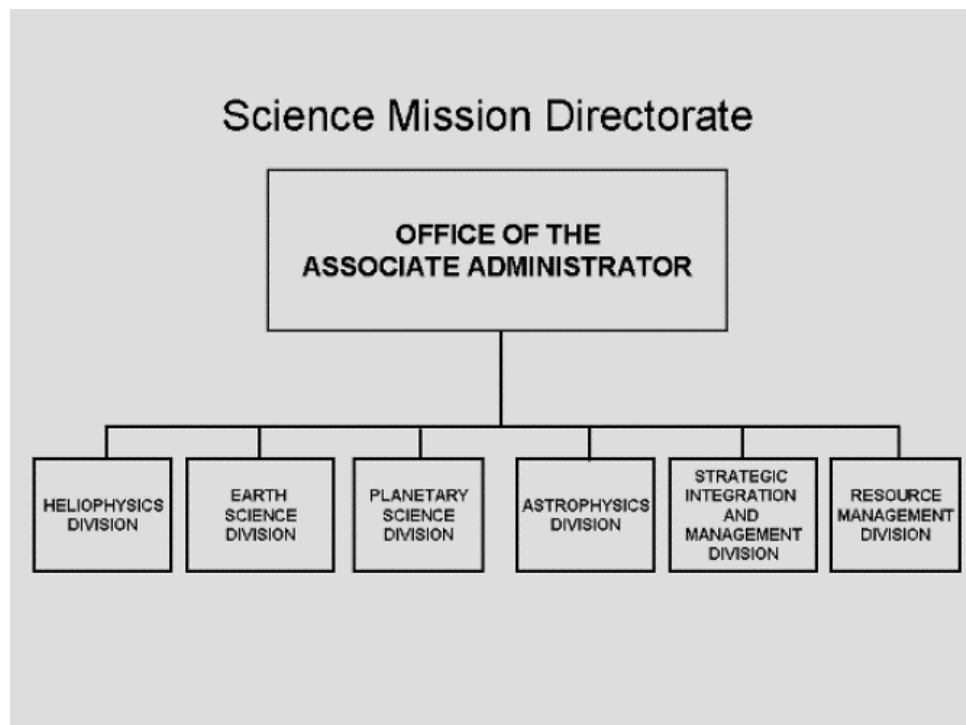 Science Mission Directorate
OFFICE OF THE
ASSOCIATE ADMINISTRATOR
HELIOPHYSICS
DIVISION
EARTH
SCIENCE
DIVISION
PLANETARY
SCIENCE
DIVISION
ASTROPHYSICS
DIVISION
STRATEGIC
INTEGRATION
AND
MANAGEMENT
DIVISION
RESOURCE
MANAGEMENT
DIVISION